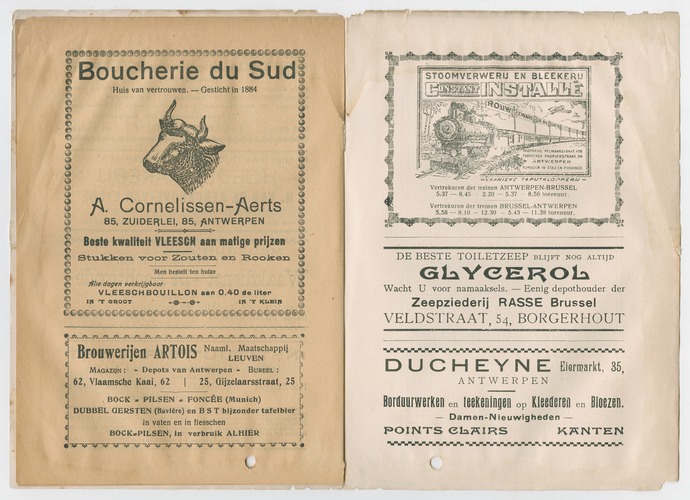 Boucherie du Sud
Huis van vertrouwen. — Gesticht in 1884
A. Cornelissen-Aerts
85, ZUIDERLEI, 85, ANTWERPEN
Beste kwaliteit VLEESCH aan matige prijzen
Stukken voor Zouten en Rooken
Men bestelt ten huize
Alle dagen verkrijgbaar
VLEESCHBOUILLON aan 0,40 de liter
IN 'T GROOT IN 'T KLEIN
Brouwerijen ARTOIS Naaml. Maatschappij
LEUVEN
MAGAZIJN : - Depots van Antwerpen - BUREEL :
62, Vlaamsche Kaai, 62 | 25, Gijzelaarsstraat, 25
BOCK - PILSEN - FONCÉE (Munich)
DUBBEL GERSTEN (Bavière) en B S T bijzonder tafelbier
in vaten en in flesschen
BOCK-PILSEN, in verbruik ALHIER
STOOMVERWERIJ EN BLEEKERIJ
CONSTANT INSTALLÉ
ROUW
ANTWERPEN
Vertrekuren der treinen ANTWERPEN-BRUSSEL
5.37 — 8.45 2.20 — 5.37 — 8.50 torenuur.
Vertrekuren der treinen BRUSSEL-ANTWERPEN
5.58 — 8.10 — 12.30 — 5.43 — 11.38 torenuur.
DE BESTE TOILETZEEP BLIJFT NOG ALTIJD
GLYCEROL
Wacht U voor namaaksels. — Eenig depothouder der
Zeepziederij RASSE Brussel
VELDSTRAAT, 54, BORGERHOUT
DUCHEYNE Eiermarkt, 35,
ANTWERPEN
Borduurwerken en teekeningen op Kleederen en Bloezen.
— Damen-Nieuwigheden —
POINTS CLAIRS KANTEN